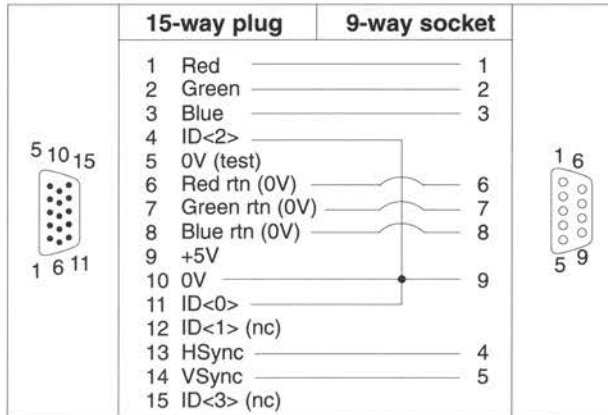 15-way plug 9-way socket
1 Red 1
2 Green 2
3 Blue 3
4 ID<2>
5 0V (test)
6 Red rtn (0V) 6
7 Green rtn (0V) 7
8 Blue rtn (0V) 8
9 +5V
10 0V 9
11 ID<0>
12 ID<1> (nc)
13 HSync 4
14 VSync 5
15 ID<3> (nc)
5 10 15
1 6 11
1 6
5 9